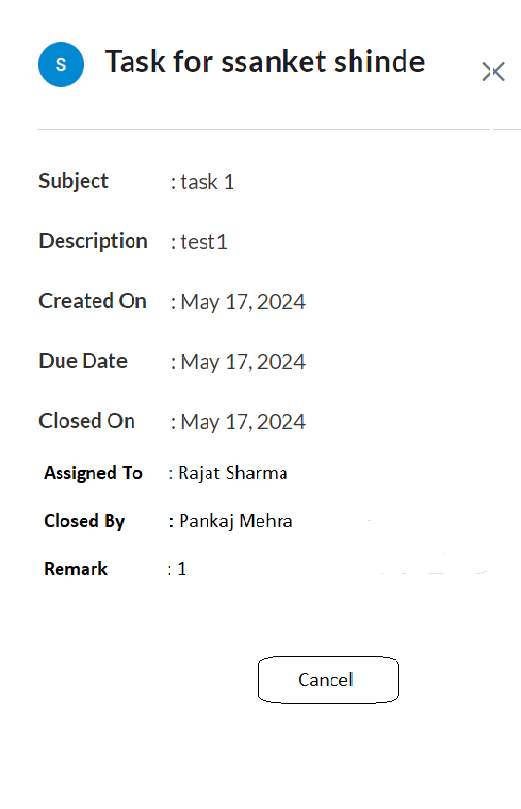 S
Task for ssanket shinde
Subject : task 1
Description : test1
Created On : May 17, 2024
Due Date : May 17, 2024
Closed On : May 17, 2024
Assigned To : Rajat Sharma
Closed By : Pankaj Mehra
Remark : 1
Cancel